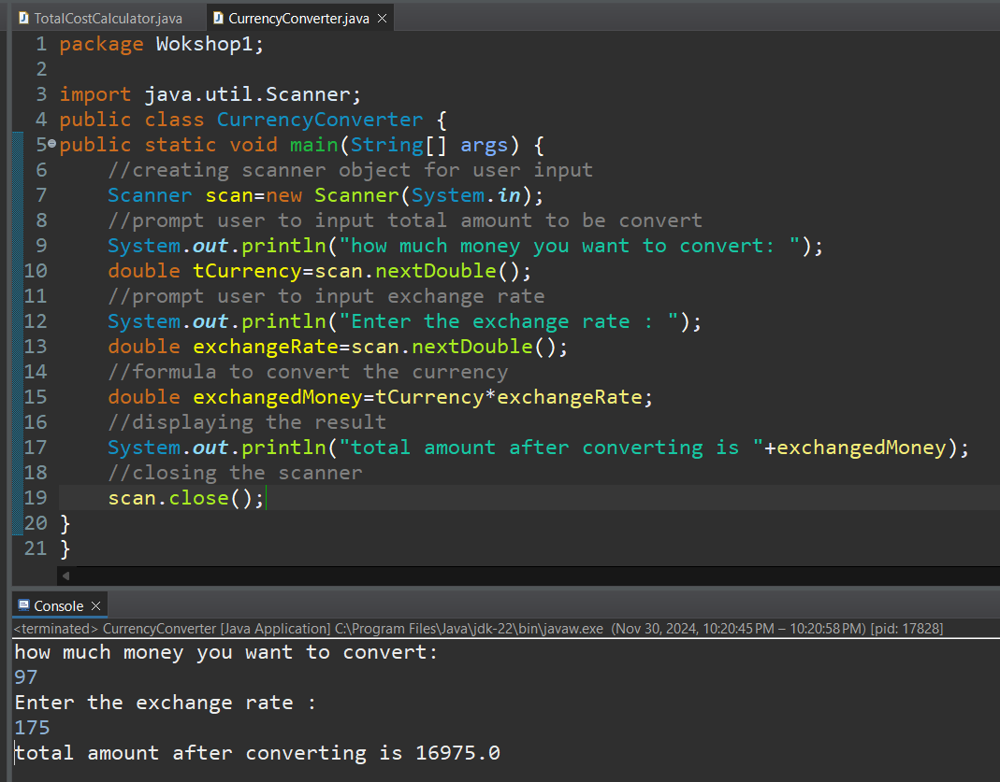 TotalCostCalculator.java CurrencyConverter.java
1 package Wokshop1;
2
3 import java.util.Scanner;
4 public class CurrencyConverter {
5 public static void main(String[] args) {
6     //creating scanner object for user input
7     Scanner scan=new Scanner(System.in);
8     //prompt user to input total amount to be convert
9     System.out.println("how much money you want to convert: ");
10     double tCurrency=scan.nextDouble();
11     //prompt user to input exchange rate
12     System.out.println("Enter the exchange rate : ");
13     double exchangeRate=scan.nextDouble();
14     //formula to convert the currency
15     double exchangedMoney=tCurrency*exchangeRate;
16     //displaying the result
17     System.out.println("total amount after converting is "+exchangedMoney);
18     //closing the scanner
19     scan.close();
20 }
21 }
Console
<terminated> CurrencyConverter [Java Application] C:\Program Files\Java\jdk-22\bin\javaw.exe (Nov 30, 2024, 10:20:45 PM – 10:20:58 PM) [pid: 17828]
how much money you want to convert:
97
Enter the exchange rate :
175
total amount after converting is 16975.0